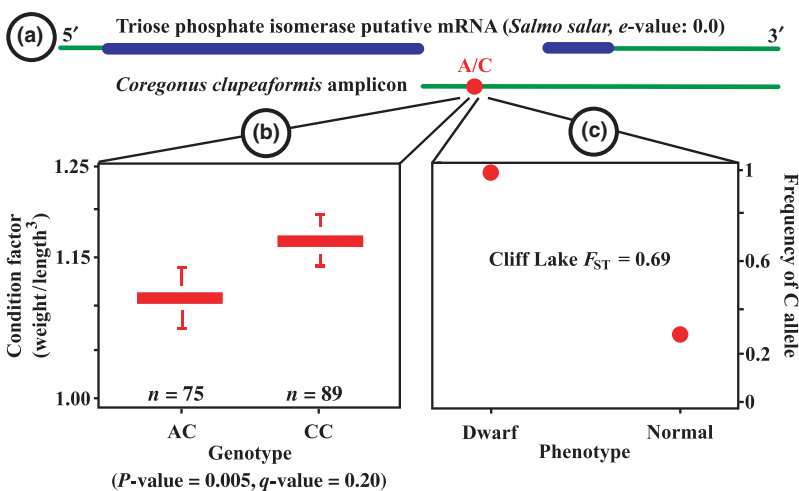 (a)
Triose phosphate isomerase putative mRNA (Salmo salar, e-value: 0.0)
5′
3′
Coregonus clupeaformis amplicon
A/C
(b)
(c)
Condition factor
(weight/length³)
1.25
1.15
1.00
n = 75
n = 89
AC
CC
Genotype
(P-value = 0.005, q-value = 0.20)
Cliff Lake FST = 0.69
1
0.6
0.2
0
Frequency of C allele
Dwarf
Normal
Phenotype